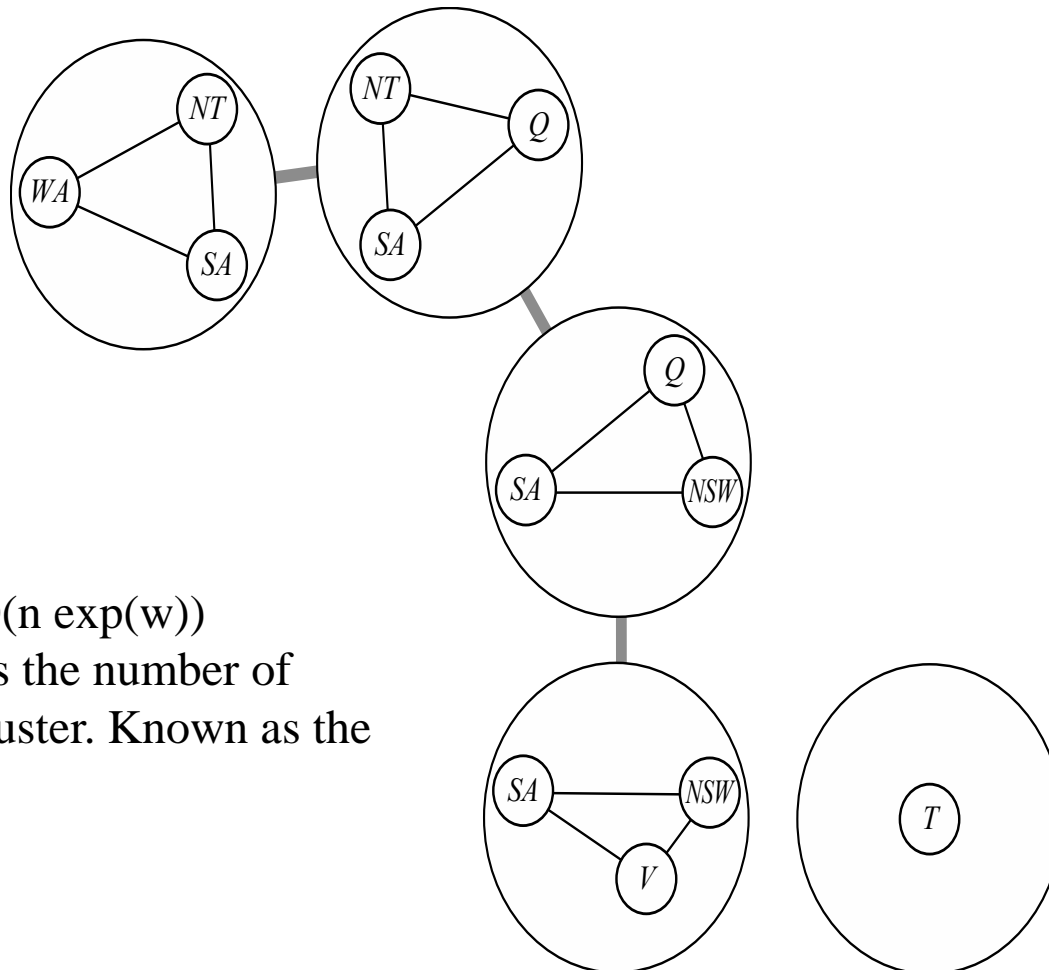 NT
WA
SA
NT
Q
SA
Q
SA
NSW
(n exp(w))
s the number of
uster. Known as the
SA
NSW
V
T